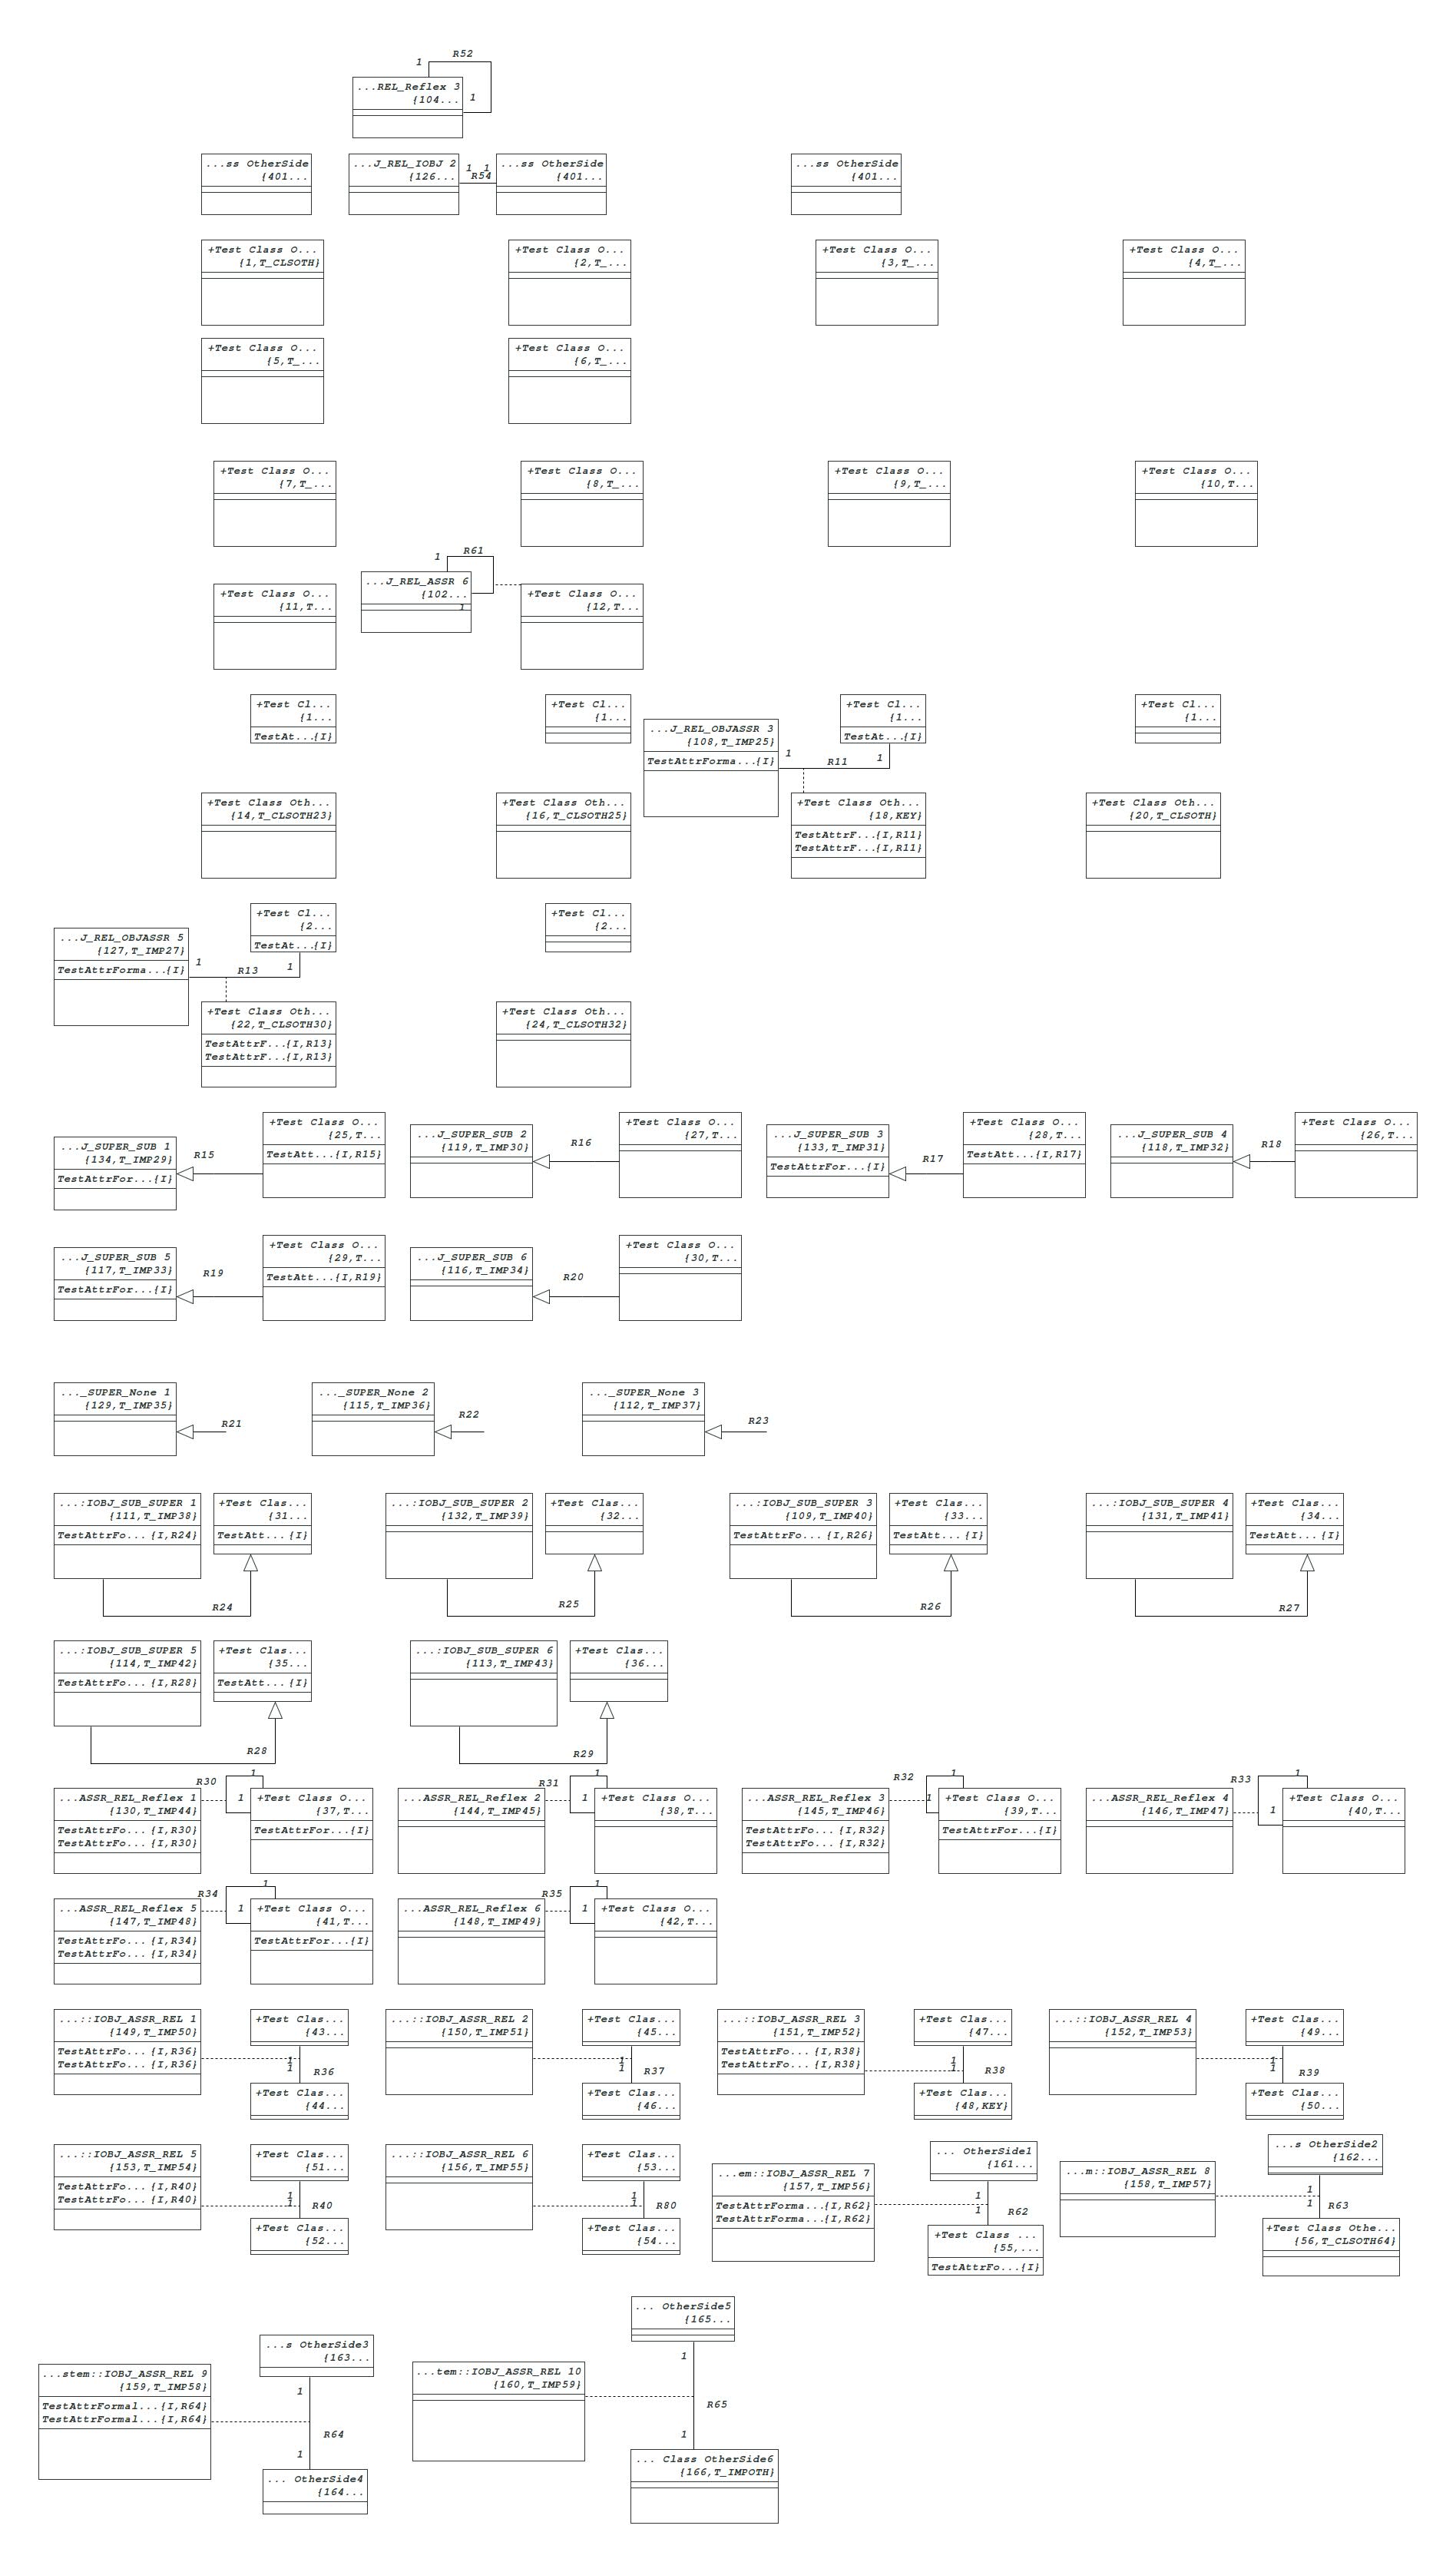 R52
1
...REL_Reflex 3
{104...
1
...ss OtherSide
{401...
...J_REL_IOBJ 2
{126...
1 1
R54
...ss OtherSide
{401...
...ss OtherSide
{401...
+Test Class O...
{1,T_CLSOTH}
+Test Class O...
{2,T_...
+Test Class O...
{3,T_...
+Test Class O...
{4,T_...
+Test Class O...
{5,T_...
+Test Class O...
{6,T_...
+Test Class O...
{7,T_...
+Test Class O...
{8,T_...
+Test Class O...
{9,T_...
+Test Class O...
{10,T...
R61
1
...J_REL_ASSR 6
{102...
1
+Test Class O...
{11,T...
+Test Class O...
{12,T...
+Test Cl...
{1...
TestAt...{I}
+Test Cl...
{1...
...J_REL_OBJASSR 3
{108,T_IMP25}
TestAttrForma...{I}
1
R11
1
+Test Cl...
{1...
TestAt...{I}
+Test Cl...
{1...
+Test Class Oth...
{14,T_CLSOTH23}
+Test Class Oth...
{16,T_CLSOTH25}
+Test Class Oth...
{18,KEY}
TestAttrF...{I,R11}
TestAttrF...{I,R11}
+Test Class Oth...
{20,T_CLSOTH}
...J_REL_OBJASSR 5
{127,T_IMP27}
TestAttrForma...{I}
1
R13
1
+Test Cl...
{2...
TestAt...{I}
+Test Cl...
{2...
+Test Class Oth...
{22,T_CLSOTH30}
TestAttrF...{I,R13}
TestAttrF...{I,R13}
+Test Class Oth...
{24,T_CLSOTH32}
...J_SUPER_SUB 1
{134,T_IMP29}
TestAttrFor...{I}
R15
+Test Class O...
{25,T...
TestAtt...{I,R15}
...J_SUPER_SUB 2
{119,T_IMP30}
R16
+Test Class O...
{27,T...
...J_SUPER_SUB 3
{133,T_IMP31}
TestAttrFor...{I}
R17
+Test Class O...
{28,T...
TestAtt...{I,R17}
...J_SUPER_SUB 4
{118,T_IMP32}
R18
+Test Class O...
{26,T...
...J_SUPER_SUB 5
{117,T_IMP33}
TestAttrFor...{I}
R19
+Test Class O...
{29,T...
TestAtt...{I,R19}
...J_SUPER_SUB 6
{116,T_IMP34}
R20
+Test Class O...
{30,T...
..._SUPER_None 1
{129,T_IMP35}
R21
..._SUPER_None 2
{115,T_IMP36}
R22
..._SUPER_None 3
{112,T_IMP37}
R23
...:IOBJ_SUB_SUPER 1
{111,T_IMP38}
TestAttrFo... {I,R24}
+Test Clas...
{31...
TestAtt... {I}
R24
...:IOBJ_SUB_SUPER 2
{132,T_IMP39}
+Test Clas...
{32...
R25
...:IOBJ_SUB_SUPER 3
{109,T_IMP40}
TestAttrFo... {I,R26}
+Test Clas...
{33...
TestAtt... {I}
R26
...:IOBJ_SUB_SUPER 4
{131,T_IMP41}
+Test Clas...
{34...
TestAtt... {I}
R27
...:IOBJ_SUB_SUPER 5
{114,T_IMP42}
TestAttrFo... {I,R28}
+Test Clas...
{35...
TestAtt... {I}
R28
...:IOBJ_SUB_SUPER 6
{113,T_IMP43}
+Test Clas...
{36...
R29
...ASSR_REL_Reflex 1
{130,T_IMP44}
TestAttrFo... {I,R30}
TestAttrFo... {I,R30}
R30
1
1
+Test Class O...
{37,T...
TestAttrFor...{I}
...ASSR_REL_Reflex 2
{144,T_IMP45}
R31
1
1
+Test Class O...
{38,T...
...ASSR_REL_Reflex 3
{145,T_IMP46}
TestAttrFo... {I,R32}
TestAttrFo... {I,R32}
R32
1
1
+Test Class O...
{39,T...
TestAttrFor...{I}
...ASSR_REL_Reflex 4
{146,T_IMP47}
R33
1
1
+Test Class O...
{40,T...
...ASSR_REL_Reflex 5
{147,T_IMP48}
TestAttrFo... {I,R34}
TestAttrFo... {I,R34}
R34
1
1
+Test Class O...
{41,T...
TestAttrFor...{I}
...ASSR_REL_Reflex 6
{148,T_IMP49}
R35
1
1
+Test Class O...
{42,T...
...::IOBJ_ASSR_REL 1
{149,T_IMP50}
TestAttrFo... {I,R36}
TestAttrFo... {I,R36}
+Test Clas...
{43...
1
1
R36
+Test Clas...
{44...
...::IOBJ_ASSR_REL 2
{150,T_IMP51}
+Test Clas...
{45...
1
1
R37
+Test Clas...
{46...
...::IOBJ_ASSR_REL 3
{151,T_IMP52}
TestAttrFo... {I,R38}
TestAttrFo... {I,R38}
+Test Clas...
{47...
1
1
R38
+Test Clas...
{48,KEY}
...::IOBJ_ASSR_REL 4
{152,T_IMP53}
+Test Clas...
{49...
1
1
R39
+Test Clas...
{50...
...::IOBJ_ASSR_REL 5
{153,T_IMP54}
TestAttrFo... {I,R40}
TestAttrFo... {I,R40}
+Test Clas...
{51...
1
1
R40
+Test Clas...
{52...
...::IOBJ_ASSR_REL 6
{156,T_IMP55}
+Test Clas...
{53...
1
1
R80
+Test Clas...
{54...
...em::IOBJ_ASSR_REL 7
{157,T_IMP56}
TestAttrForma...{I,R62}
TestAttrForma...{I,R62}
... OtherSide1
{161...
1
1
R62
+Test Class ...
{55,...
TestAttrFo...{I}
...m::IOBJ_ASSR_REL 8
{158,T_IMP57}
...s OtherSide2
{162...
1
1
R63
+Test Class Othe...
{56,T_CLSOTH64}
...stem::IOBJ_ASSR_REL 9
{159,T_IMP58}
TestAttrFormal...{I,R64}
TestAttrFormal...{I,R64}
...s OtherSide3
{163...
1
R64
1
... OtherSide4
{164...
...tem::IOBJ_ASSR_REL 10
{160,T_IMP59}
... OtherSide5
{165...
1
R65
1
... Class OtherSide6
{166,T_IMPOTH}